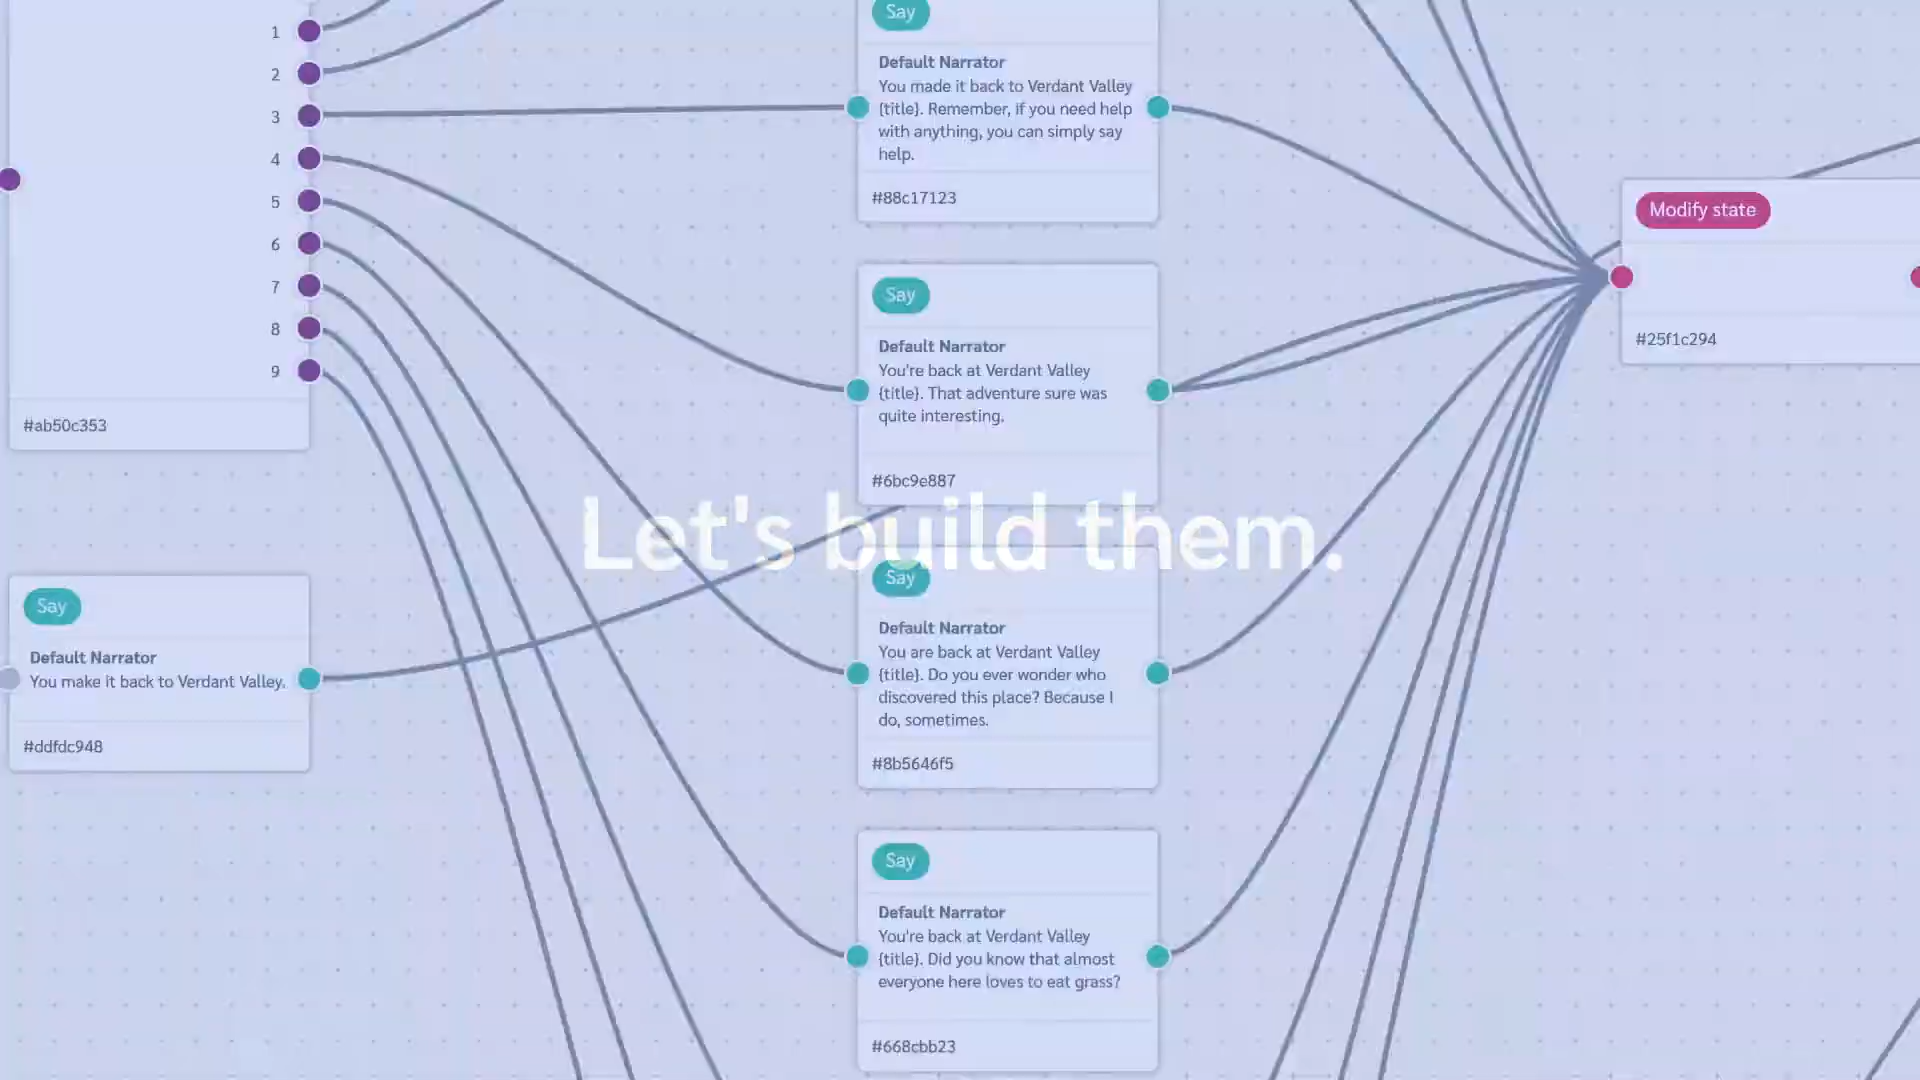 1
2
3
4
5
6
7
8
9
#ab50c353
Say
Default Narrator
You make it back to Verdant Valley.
#ddfdc948
Say
Default Narrator
You made it back to Verdant Valley
{title}. Remember, if you need help
with anything, you can simply say
help.
#88c17123
Say
Default Narrator
You're back at Verdant Valley
{title}. That adventure sure was
quite interesting.
#6bc9e887
Let's build them.
Say
Default Narrator
You are back at Verdant Valley
{title}. Do you ever wonder who
discovered this place? Because I
do, sometimes.
#8b5646f5
Say
Default Narrator
You're back at Verdant Valley
{title}. Did you know that almost
everyone here loves to eat grass?
#668cbb23
Modify state
#25f1c294